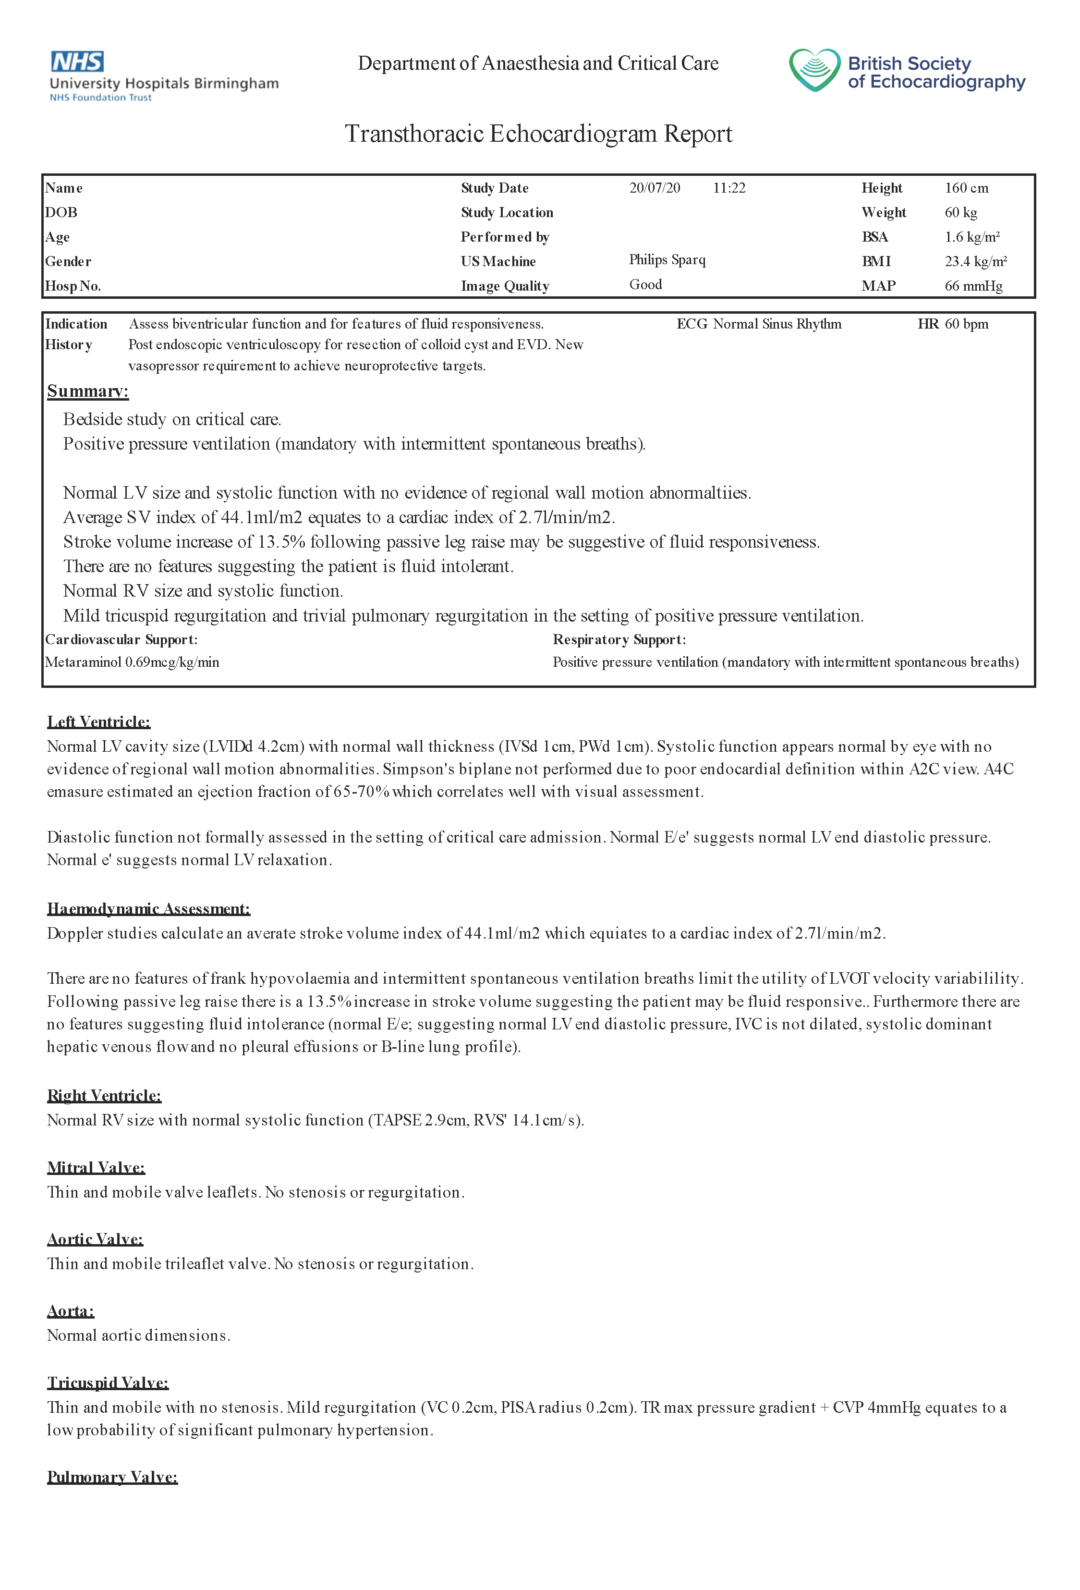 NHS
University Hospitals Birmingham
NHS Foundation Trust
Department of Anaesthesia and Critical Care
British Society
of Echocardiography
Transthoracic Echocardiogram Report
Name Study Date 20/07/20 11:22 Height 160 cm
DOB Study Location Weight 60 kg
Age Performed by BSA 1.6 kg/m²
Gender US Machine Philips Sparq BMI 23.4 kg/m²
Hosp No. Image Quality Good MAP 66 mmHg
Indication Assess biventricular function and for features of fluid responsiveness. ECG Normal Sinus Rhythm HR 60 bpm
History Post endoscopic ventriculoscopy for resection of colloid cyst and EVD. New
vasopressor requirement to achieve neuroprotective targets.
Summary:
Bedside study on critical care.
Positive pressure ventilation (mandatory with intermittent spontaneous breaths).
Normal LV size and systolic function with no evidence of regional wall motion abnormaltiies.
Average SV index of 44.1ml/m2 equates to a cardiac index of 2.7l/min/m2.
Stroke volume increase of 13.5% following passive leg raise may be suggestive of fluid responsiveness.
There are no features suggesting the patient is fluid intolerant.
Normal RV size and systolic function.
Mild tricuspid regurgitation and trivial pulmonary regurgitation in the setting of positive pressure ventilation.
Cardiovascular Support: Respiratory Support:
Metaraminol 0.69mcg/kg/min Positive pressure ventilation (mandatory with intermittent spontaneous breaths)
Left Ventricle:
Normal LV cavity size (LVIDd 4.2cm) with normal wall thickness (IVSd 1cm, PWd 1cm). Systolic function appears normal by eye with no
evidence of regional wall motion abnormalities. Simpson's biplane not performed due to poor endocardial definition within A2C view. A4C
emasure estimated an ejection fraction of 65-70% which correlates well with visual assessment.
Diastolic function not formally assessed in the setting of critical care admission. Normal E/e' suggests normal LV end diastolic pressure.
Normal e' suggests normal LV relaxation.
Haemodynamic Assessment:
Doppler studies calculate an averate stroke volume index of 44.1ml/m2 which equiates to a cardiac index of 2.7l/min/m2.
There are no features of frank hypovolaemia and intermittent spontaneous ventilation breaths limit the utility of LVOT velocity variabilility.
Following passive leg raise there is a 13.5% increase in stroke volume suggesting the patient may be fluid responsive.. Furthermore there are
no features suggesting fluid intolerance (normal E/e; suggesting normal LV end diastolic pressure, IVC is not dilated, systolic dominant
hepatic venous flow and no pleural effusions or B-line lung profile).
Right Ventricle:
Normal RV size with normal systolic function (TAPSE 2.9cm, RVS' 14.1cm/s).
Mitral Valve:
Thin and mobile valve leaflets. No stenosis or regurgitation.
Aortic Valve:
Thin and mobile trileaflet valve. No stenosis or regurgitation.
Aorta:
Normal aortic dimensions.
Tricuspid Valve:
Thin and mobile with no stenosis. Mild regurgitation (VC 0.2cm, PISA radius 0.2cm). TR max pressure gradient + CVP 4mmHg equates to a
low probability of significant pulmonary hypertension.
Pulmonary Valve: